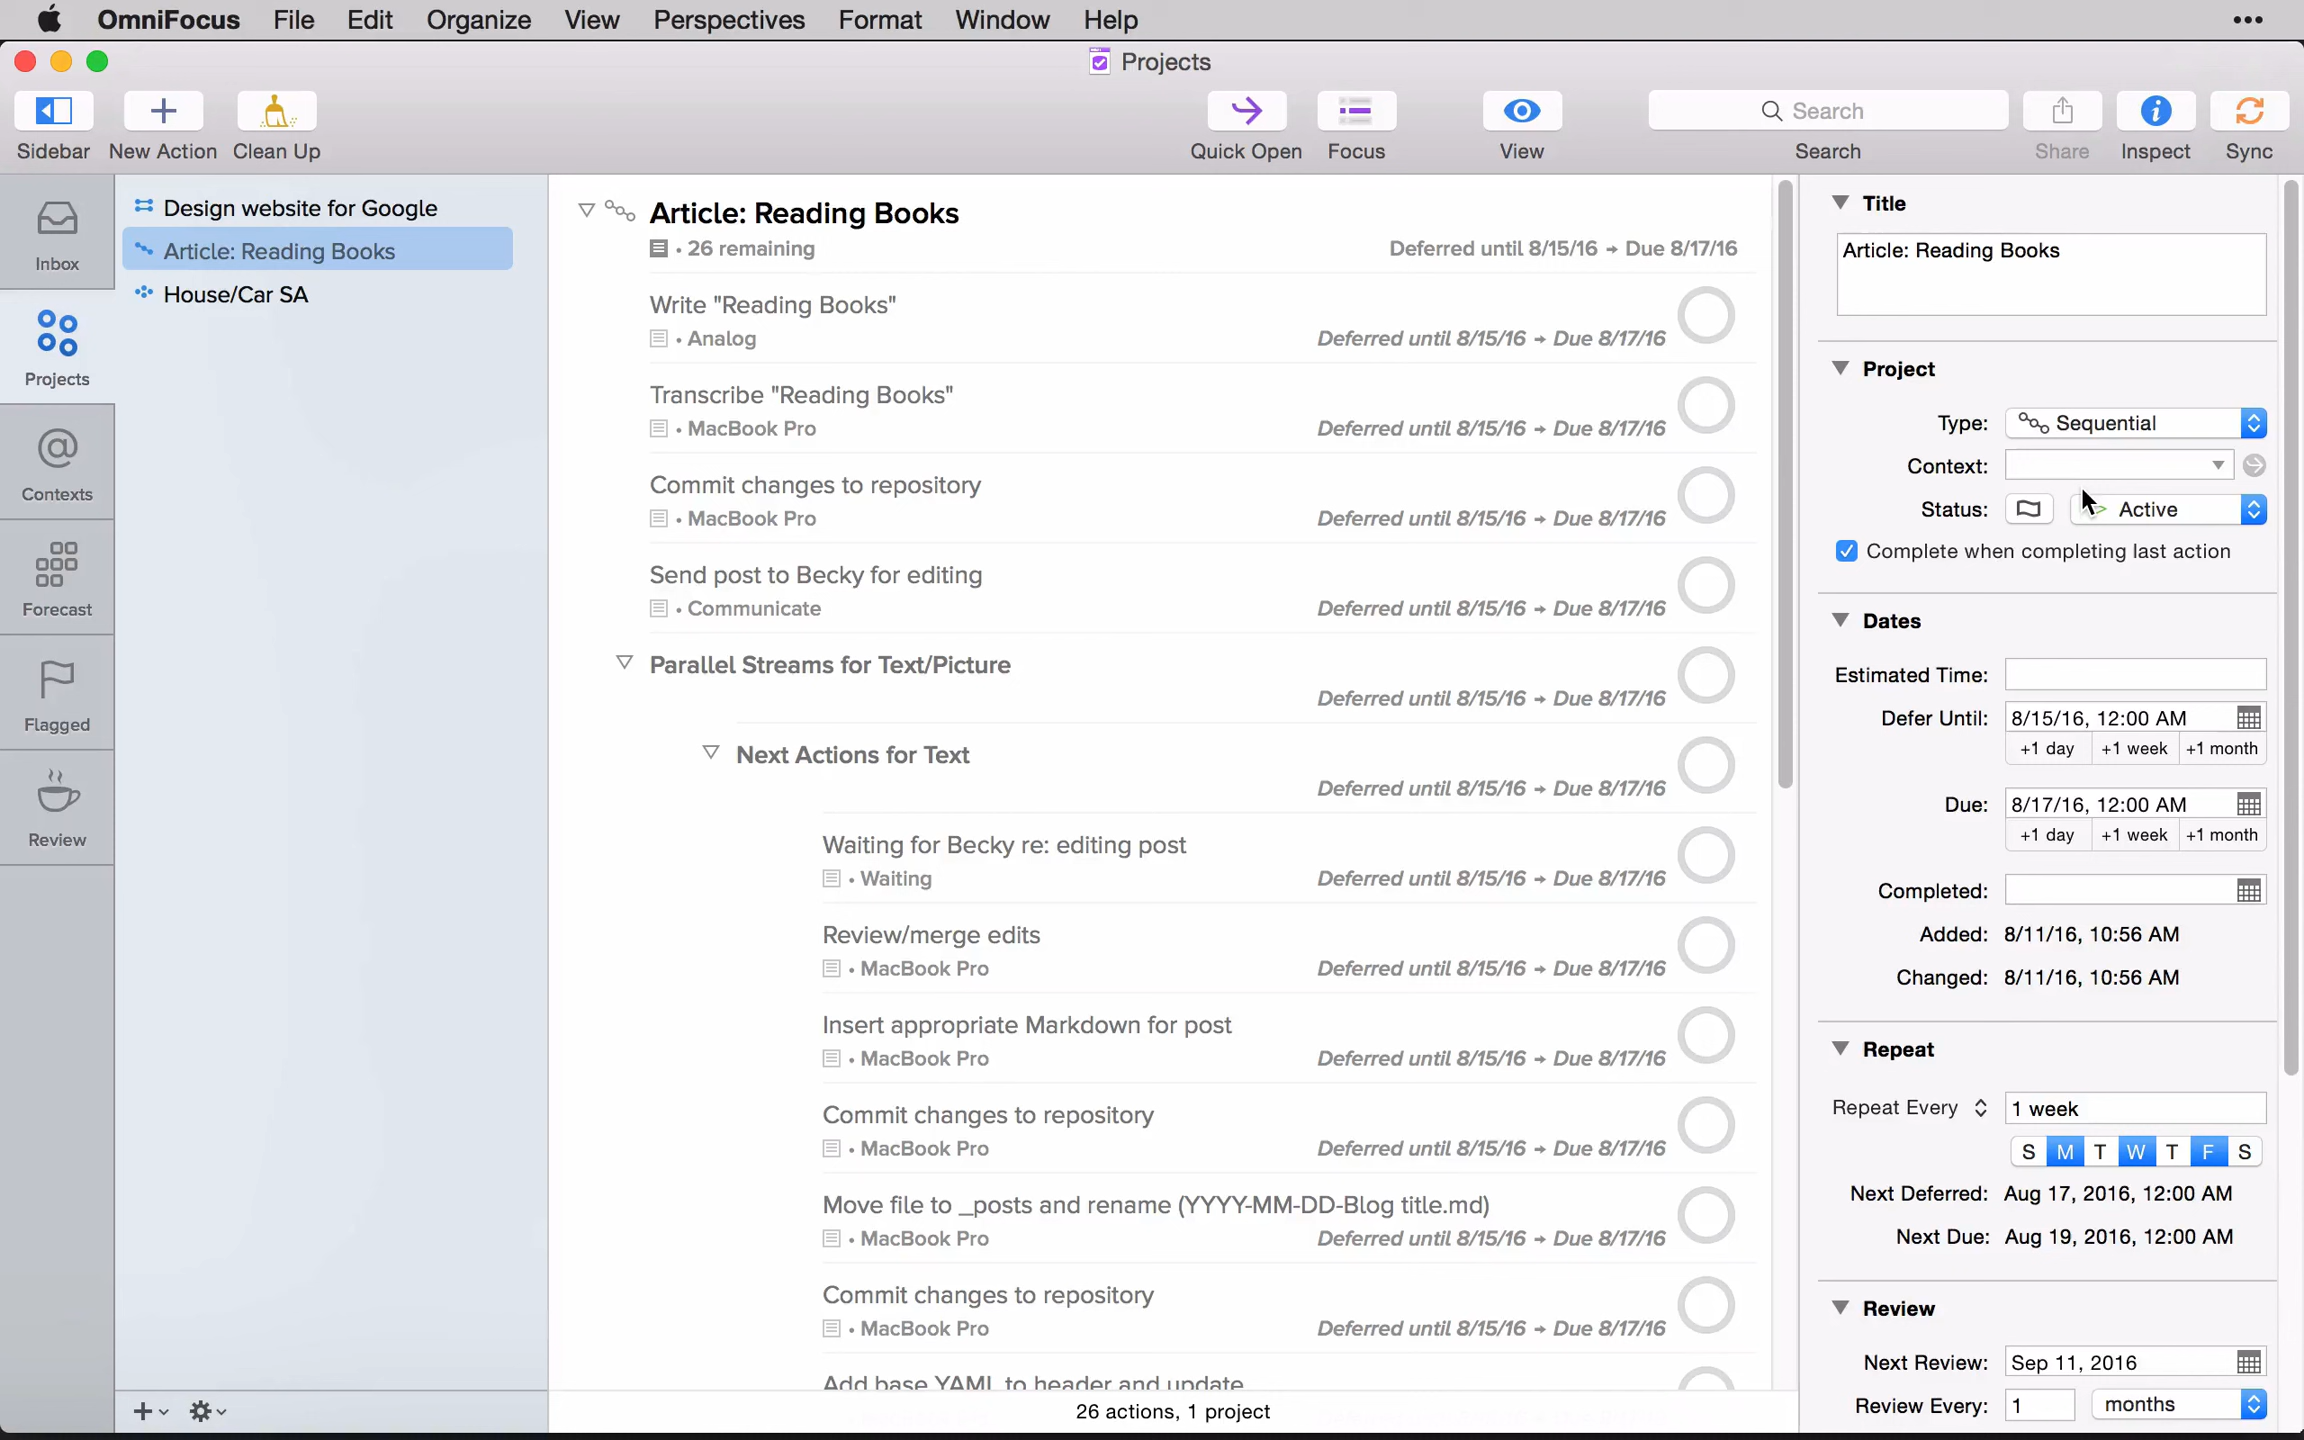 OmniFocus File Edit Organize View Perspectives Format Window Help
Projects
Sidebar New Action Clean Up Quick Open Focus View Search Search Share Inspect Sync
Inbox
Projects
Contexts
Forecast
Flagged
Review
Design website for Google
Article: Reading Books
House/Car SA
Article: Reading Books
• 26 remaining Deferred until 8/15/16 → Due 8/17/16
Write "Reading Books"
• Analog Deferred until 8/15/16 → Due 8/17/16
Transcribe "Reading Books"
• MacBook Pro Deferred until 8/15/16 → Due 8/17/16
Commit changes to repository
• MacBook Pro Deferred until 8/15/16 → Due 8/17/16
Send post to Becky for editing
• Communicate Deferred until 8/15/16 → Due 8/17/16
Parallel Streams for Text/Picture
Deferred until 8/15/16 → Due 8/17/16
Next Actions for Text
Deferred until 8/15/16 → Due 8/17/16
Waiting for Becky re: editing post
• Waiting Deferred until 8/15/16 → Due 8/17/16
Review/merge edits
• MacBook Pro Deferred until 8/15/16 → Due 8/17/16
Insert appropriate Markdown for post
• MacBook Pro Deferred until 8/15/16 → Due 8/17/16
Commit changes to repository
• MacBook Pro Deferred until 8/15/16 → Due 8/17/16
Move file to _posts and rename (YYYY-MM-DD-Blog title.md)
• MacBook Pro Deferred until 8/15/16 → Due 8/17/16
Commit changes to repository
• MacBook Pro Deferred until 8/15/16 → Due 8/17/16
Add base YAML to header and update
26 actions, 1 project
Title
Article: Reading Books
Project
Type: Sequential
Context:
Status: Active
Complete when completing last action
Dates
Estimated Time:
Defer Until: 8/15/16, 12:00 AM
+1 day +1 week +1 month
Due: 8/17/16, 12:00 AM
+1 day +1 week +1 month
Completed:
Added: 8/11/16, 10:56 AM
Changed: 8/11/16, 10:56 AM
Repeat
Repeat Every 1 week
S M T W T F S
Next Deferred: Aug 17, 2016, 12:00 AM
Next Due: Aug 19, 2016, 12:00 AM
Review
Next Review: Sep 11, 2016
Review Every: 1 months